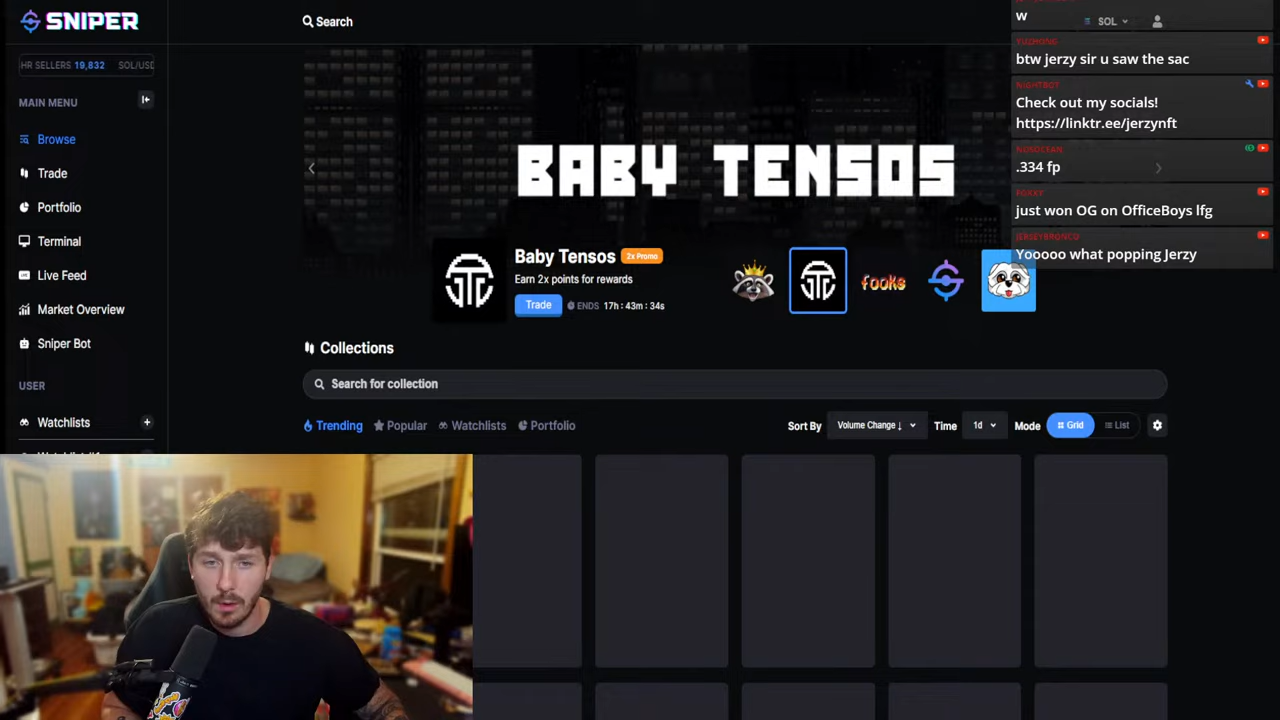 SNIPER
Search
SOL
HR SELLERS 19,832 SOL/USD
MAIN MENU
Browse
Trade
Portfolio
Terminal
Live Feed
Market Overview
Sniper Bot
USER
Watchlists
BABY TENSOS
Baby Tensos 2x Promo
Earn 2x points for rewards
Trade ENDS 17h : 43m : 34s
fooks
Collections
Search for collection
Trending Popular Watchlists Portfolio
Sort By Volume Change ↓ Time 1d Mode Grid List
w
btw jerzy sir u saw the sac
NIGHTBOT
Check out my socials!
https://linktr.ee/jerzynft
.334 fp
FOXXY
just won OG on OfficeBoys lfg
JERSEYBRONCO
Yooooo what popping Jerzy